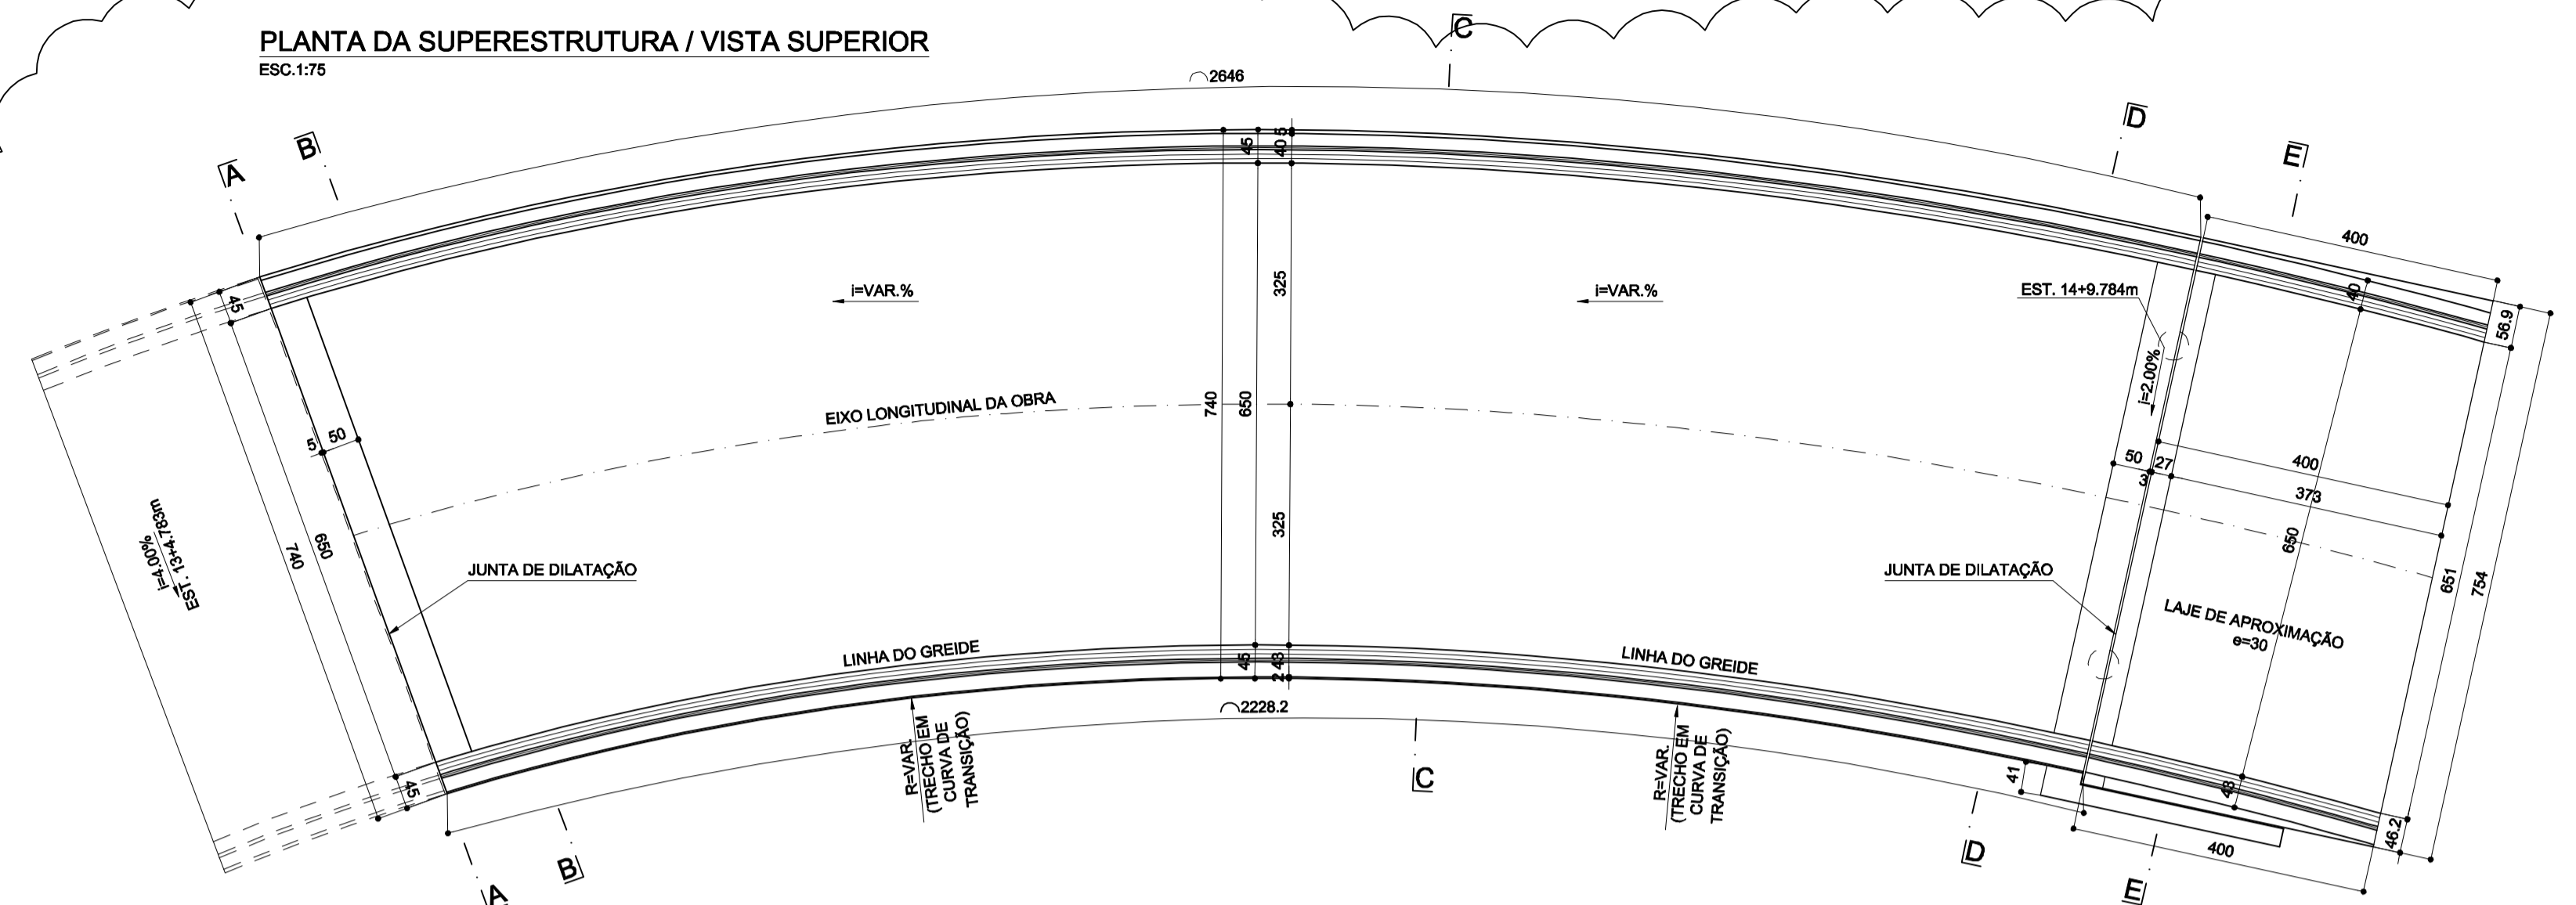 PLANTA DA SUPERESTRUTURA / VISTA SUPERIOR
ESC.1:75
2646
C
D
E
B
A
45
40
5
400
45
325
i=VAR.%
i=VAR.%
EST. 14+9.784m
40
56.9
i=2.00%
EIXO LONGITUDINAL DA OBRA
740
650
5
50
50
27
3
400
373
650
651
754
i=4.00%
EST. 13+4.783m
740
650
325
JUNTA DE DILATAÇÃO
JUNTA DE DILATAÇÃO
LAJE DE APROXIMAÇÃO
e=30
LINHA DO GREIDE
LINHA DO GREIDE
45
43
2
2228.2
R=VAR.
(TRECHO EM
CURVA DE
TRANSIÇÃO)
R=VAR.
(TRECHO EM
CURVA DE
TRANSIÇÃO)
45
41
43
46.2
400
C
D
E
B
A